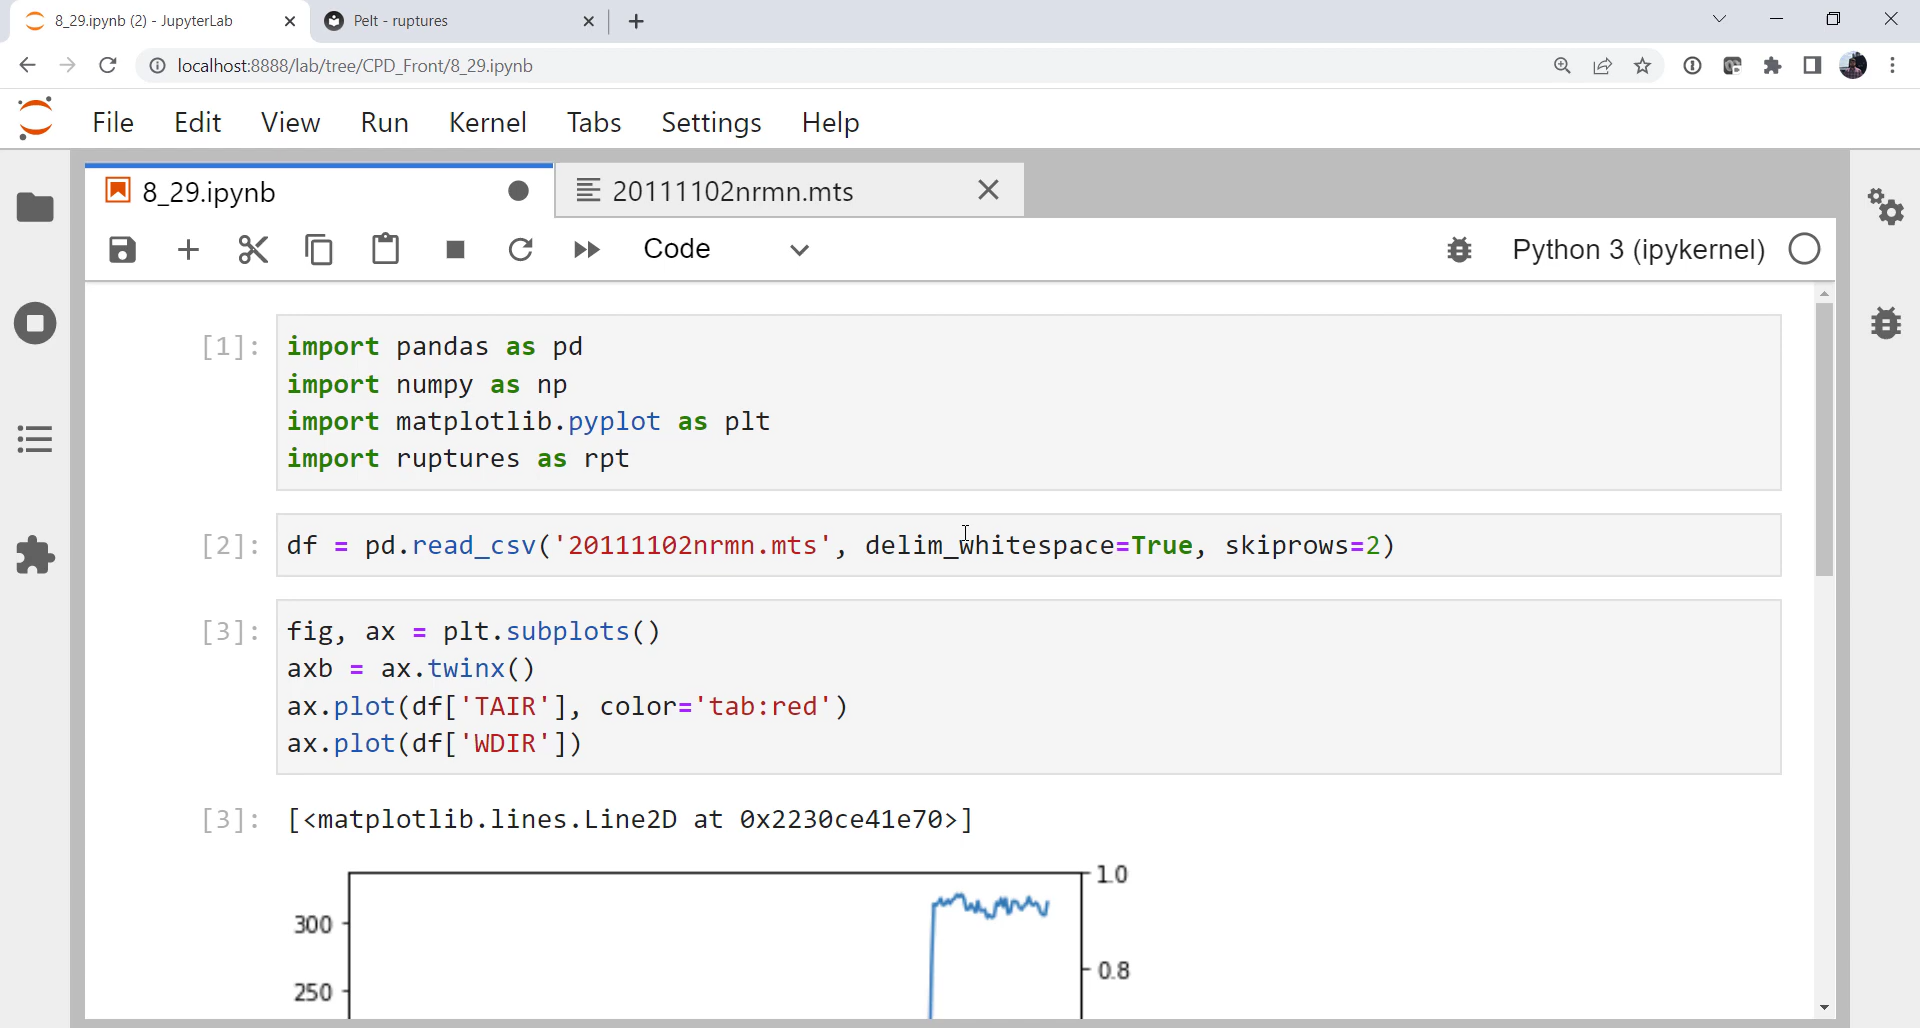 8_29.ipynb (2) - JupyterLab
Pelt - ruptures
localhost:8888/lab/tree/CPD_Front/8_29.ipynb
File Edit View Run Kernel Tabs Settings Help
8_29.ipynb
20111102nrmn.mts
Code
Python 3 (ipykernel)
[1]: import pandas as pd
import numpy as np
import matplotlib.pyplot as plt
import ruptures as rpt
[2]: df = pd.read_csv('20111102nrmn.mts', delim_whitespace=True, skiprows=2)
[3]: fig, ax = plt.subplots()
axb = ax.twinx()
ax.plot(df['TAIR'], color='tab:red')
ax.plot(df['WDIR'])
[3]: [<matplotlib.lines.Line2D at 0x2230ce41e70>]
1.0
300
0.8
250